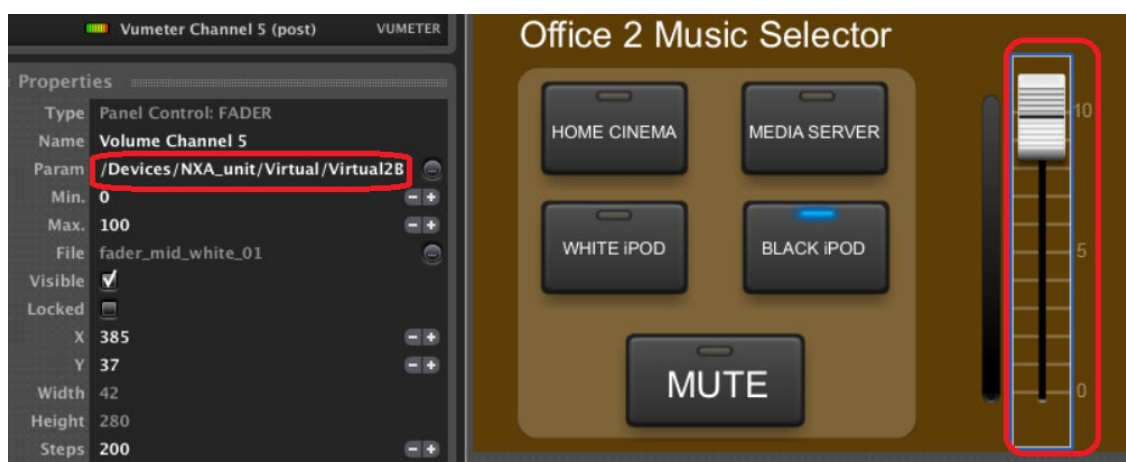 Vumeter Channel 5 (post) VUMETER
Properties
Type Panel Control: FADER
Name Volume Channel 5
Param /Devices/NXA_unit/Virtual/Virtual2B
Min. 0
Max. 100
File fader_mid_white_01
Visible
Locked
X 385
Y 37
Width 42
Height 280
Steps 200
Office 2 Music Selector
HOME CINEMA MEDIA SERVER
WHITE iPOD BLACK iPOD
MUTE
10
5
0